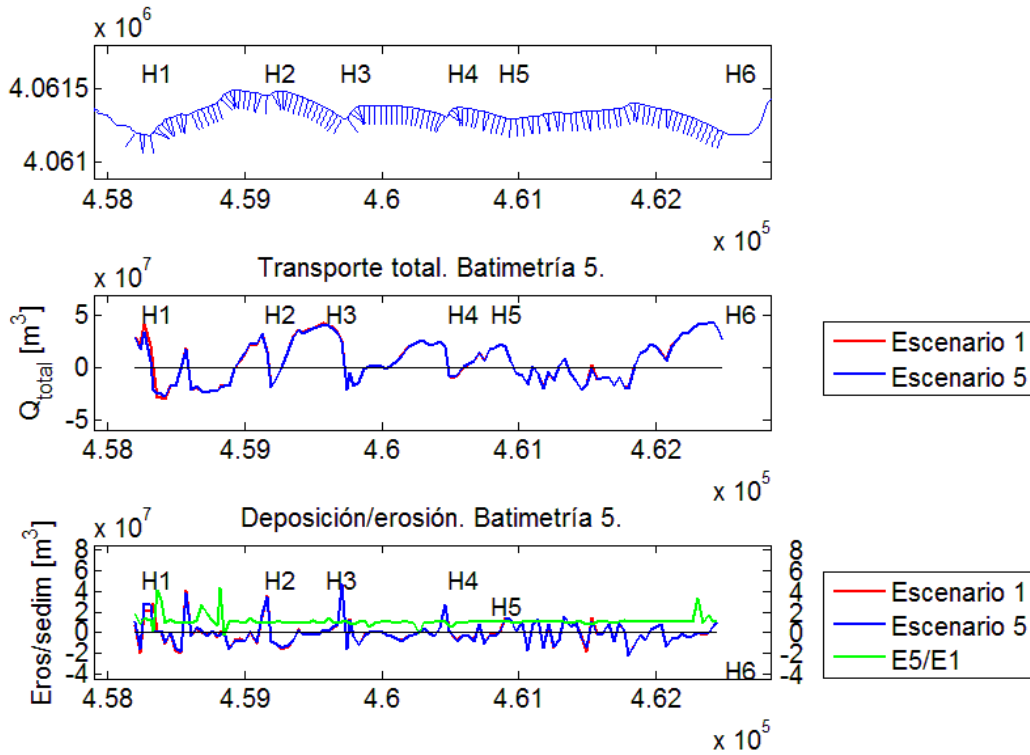 x 10^6
H1 H2 H3 H4 H5 H6
4.0615
4.061
4.58 4.59 4.6 4.61 4.62
x 10^5
x 10^7
Transporte total. Batimetría 5.
H1 H2 H3 H4 H5 H6
Q_total [m^3]
5
0
-5
4.58 4.59 4.6 4.61 4.62
x 10^5
Escenario 1
Escenario 5
x 10^7
Deposición/erosión. Batimetría 5.
H1 H2 H3 H4 H5 H6
Eros/sedim [m^3]
8 8
6 6
4 4
2 2
0 0
-2 -2
-4 -4
4.58 4.59 4.6 4.61 4.62
x 10^5
Escenario 1
Escenario 5
E5/E1